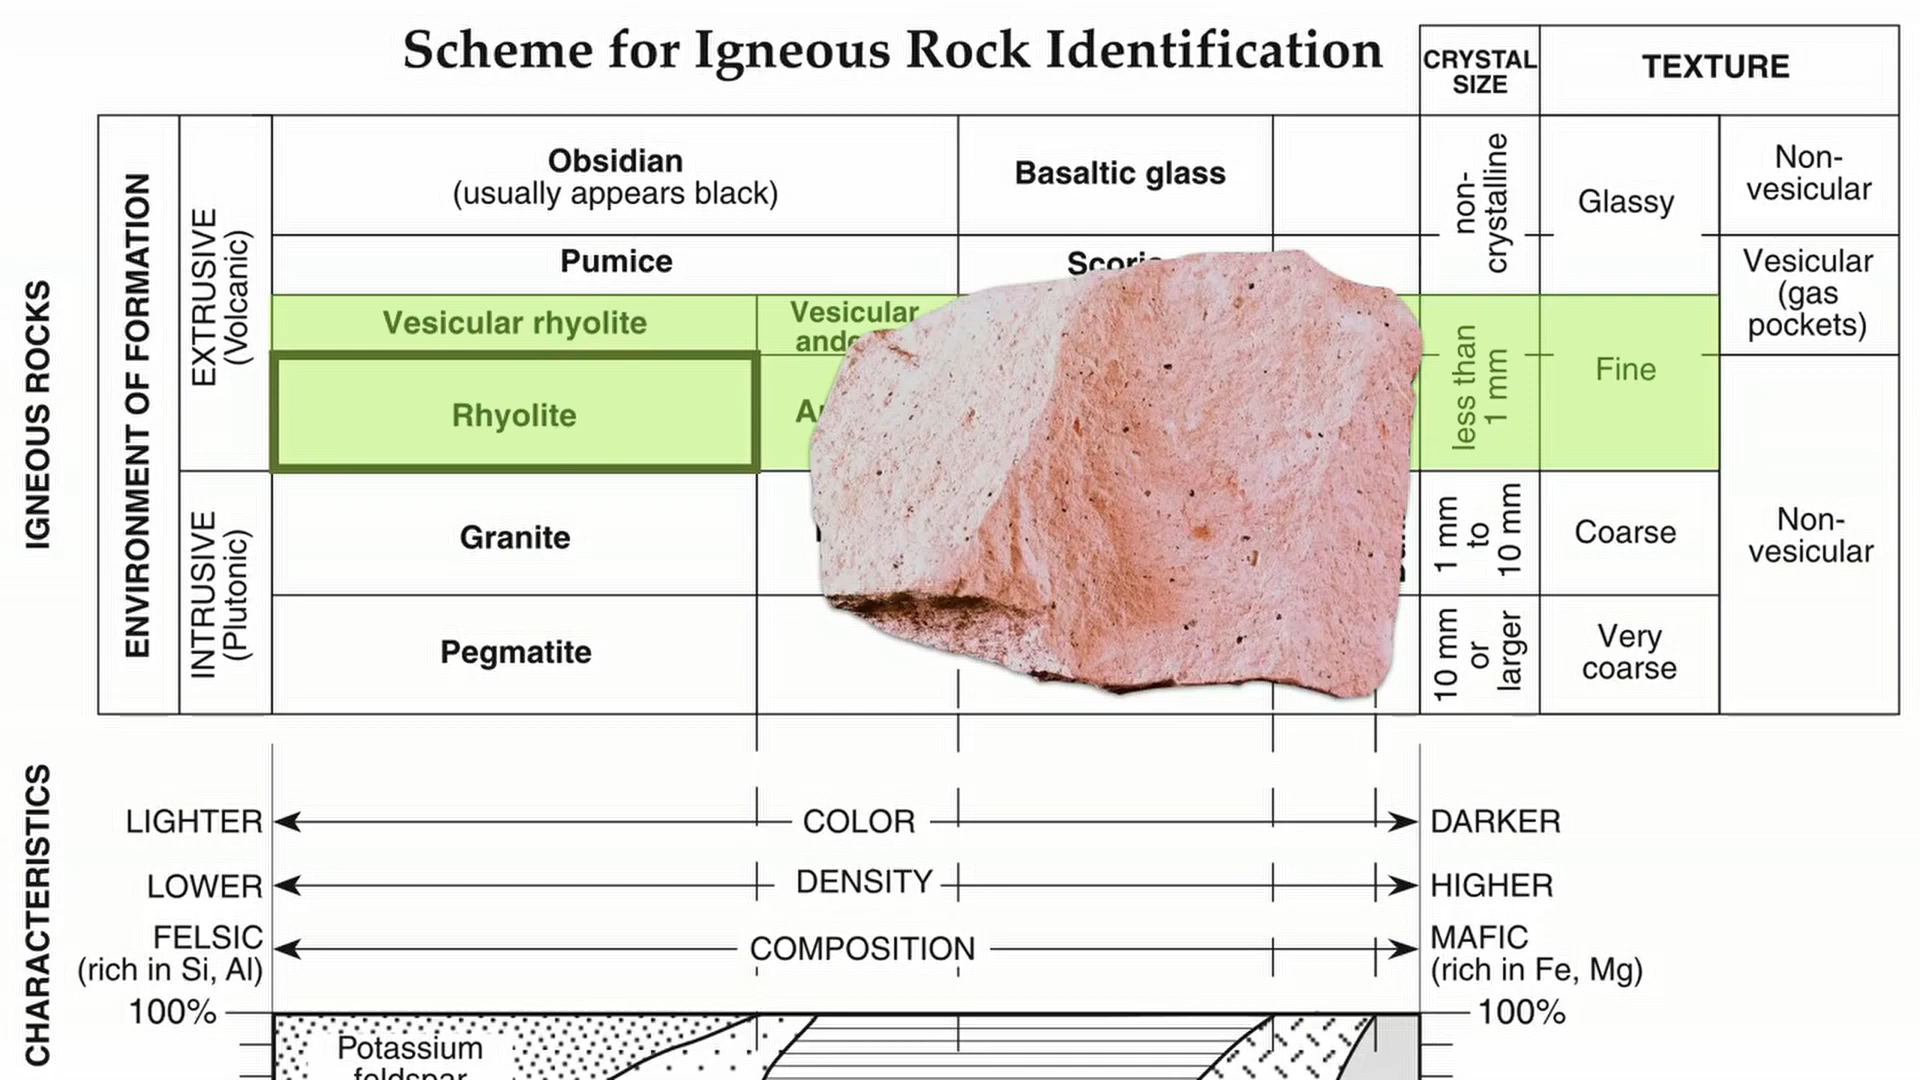 Scheme for Igneous Rock Identification
CRYSTAL
SIZE
TEXTURE
IGNEOUS ROCKS
ENVIRONMENT OF FORMATION
EXTRUSIVE
(Volcanic)
Obsidian
(usually appears black)
Basaltic glass
non-
crystalline
Glassy
Non-
vesicular
Pumice
Vesicular
(gas
pockets)
Vesicular rhyolite
Vesicular
Rhyolite
less than
1 mm
Fine
INTRUSIVE
(Plutonic)
Granite
1 mm
to
10 mm
Coarse
Non-
vesicular
Pegmatite
10 mm
or
larger
Very
coarse
CHARACTERISTICS
LIGHTER
COLOR
DARKER
LOWER
DENSITY
HIGHER
FELSIC
(rich in Si, Al)
COMPOSITION
MAFIC
(rich in Fe, Mg)
100%
100%
Potassium
feldspar